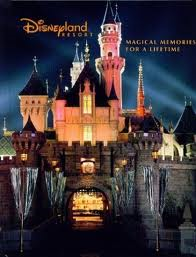 Disneyland
RESORT
MAGICAL MEMORIES
FOR A LIFETIME